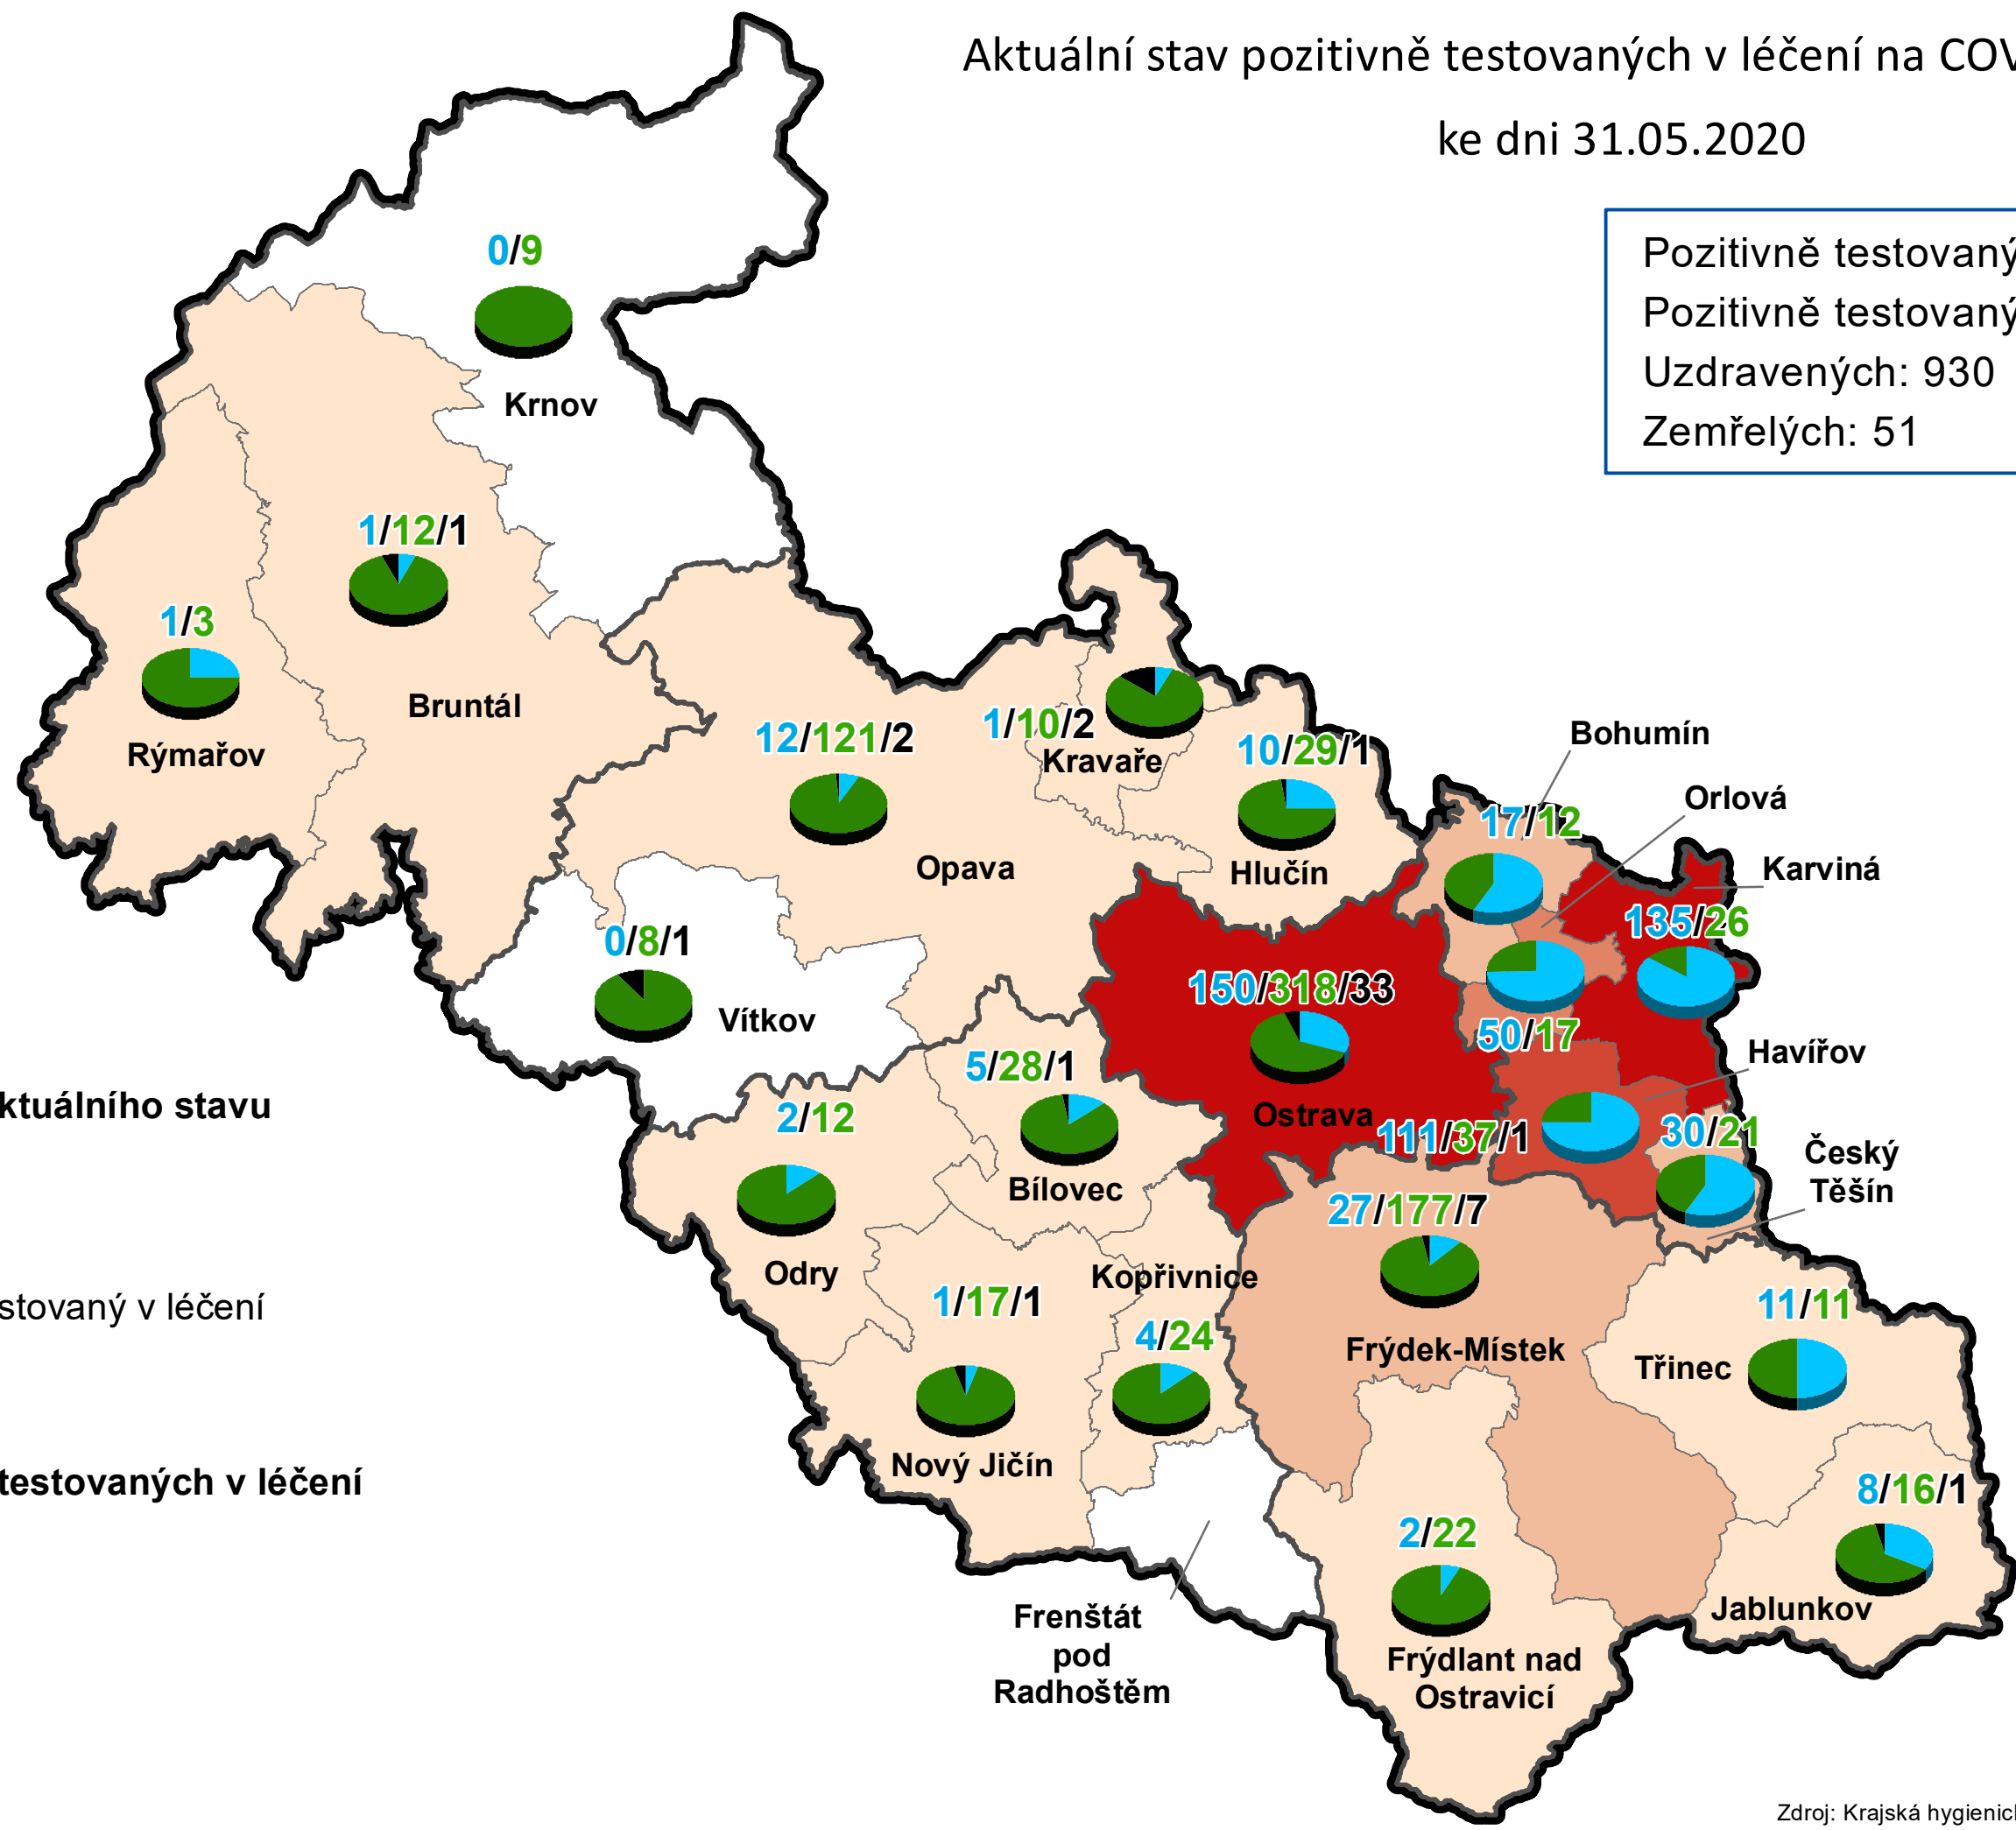 Aktuální stav pozitivně testovaných v léčení na COV
ke dni 31.05.2020
Pozitivně testovaný
Pozitivně testovaný
Uzdravených: 930
Zemřelých: 51
0/9
Krnov
1/12/1
Bruntál
1/3
Rýmařov
12/121/2
Opava
1/10/2
Kravaře
10/29/1
Hlučín
Bohumín
17/12
Orlová
50/17
Karviná
135/26
0/8/1
Vítkov
150/318/33
Ostrava
Havířov
111/37/1
30/21
Český
Těšín
5/28/1
Bílovec
2/12
Odry
ktuálního stavu
stovaný v léčení
testovaných v léčení
1/17/1
Nový Jičín
Kopřivnice
4/24
27/177/7
Frýdek-Místek
11/11
Třinec
8/16/1
Jablunkov
2/22
Frýdlant nad
Ostravicí
Frenštát
pod
Radhoštěm
Zdroj: Krajská hygienick